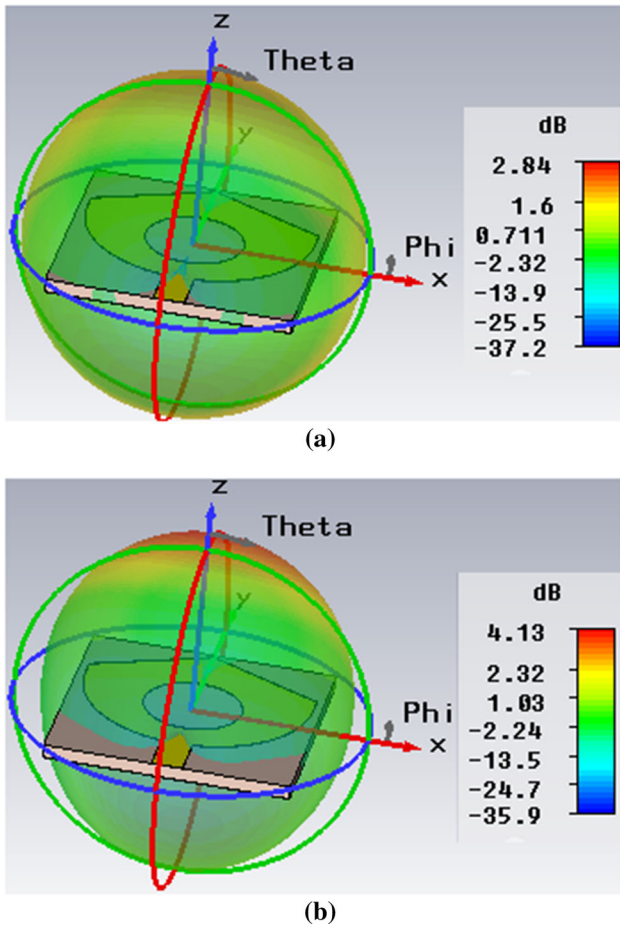 z
Theta
y
Phi
x
dB
2.84
1.6
0.711
-2.32
-13.9
-25.5
-37.2
(a)
z
Theta
y
Phi
x
dB
4.13
2.32
1.03
-2.24
-13.5
-24.7
-35.9
(b)